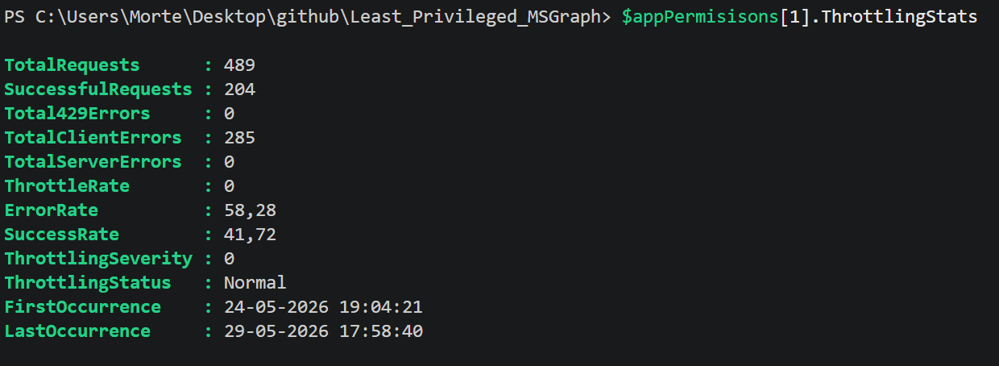 PS C:\Users\Morte\Desktop\github\Least_Privileged_MSGraph> $appPermisisons[1].ThrottlingStats
TotalRequests : 489
SuccessfulRequests : 204
Total429Errors : 0
TotalClientErrors : 285
TotalServerErrors : 0
ThrottleRate : 0
ErrorRate : 58,28
SuccessRate : 41,72
ThrottlingSeverity : 0
ThrottlingStatus : Normal
FirstOccurrence : 24-05-2026 19:04:21
LastOccurrence : 29-05-2026 17:58:40